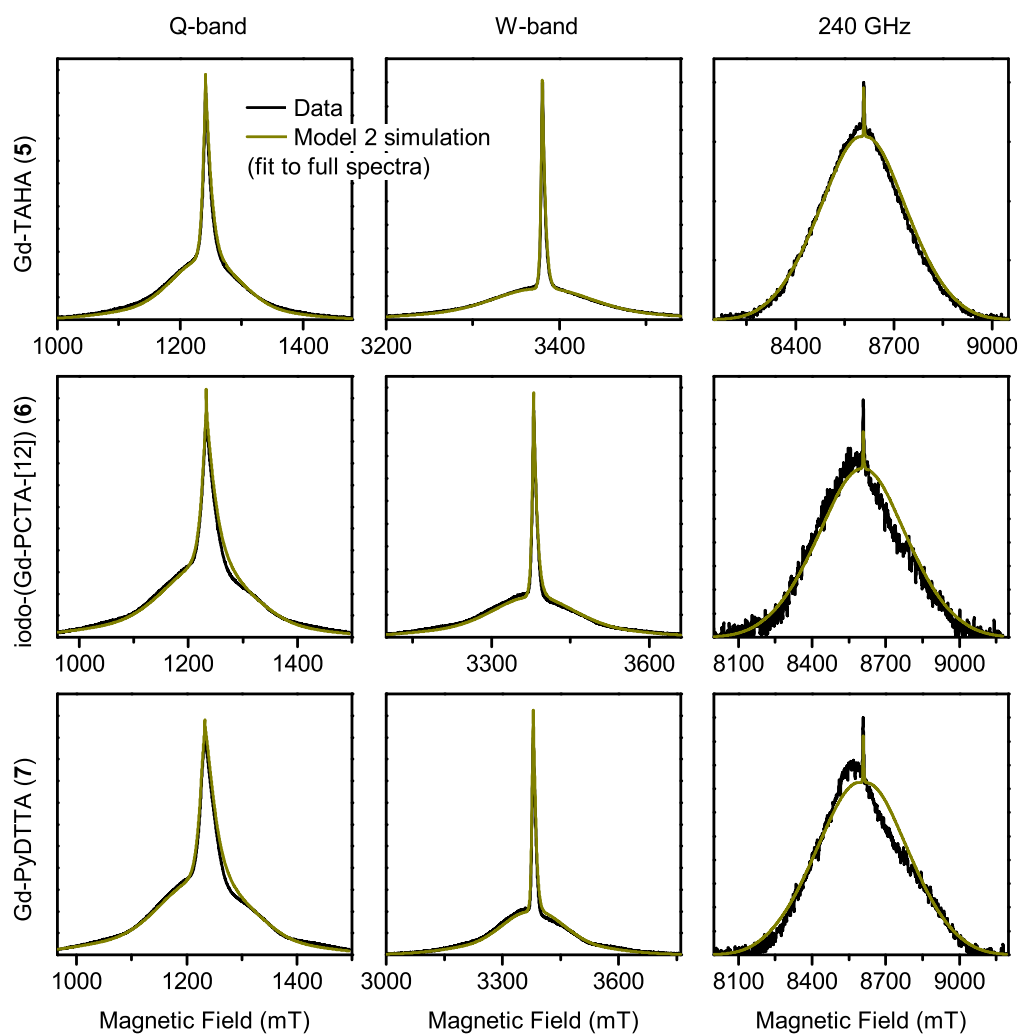 Q-band W-band 240 GHz
Gd-TAHA (5)
Data
Model 2 simulation
(fit to full spectra)
1000 1200 1400 3200 3400 8400 8700 9000
iodo-(Gd-PCTA-[12]) (6)
1000 1200 1400 3300 3600 8100 8400 8700 9000
Gd-PyDTTA (7)
1000 1200 1400 3000 3300 3600 8100 8400 8700 9000
Magnetic Field (mT) Magnetic Field (mT) Magnetic Field (mT)